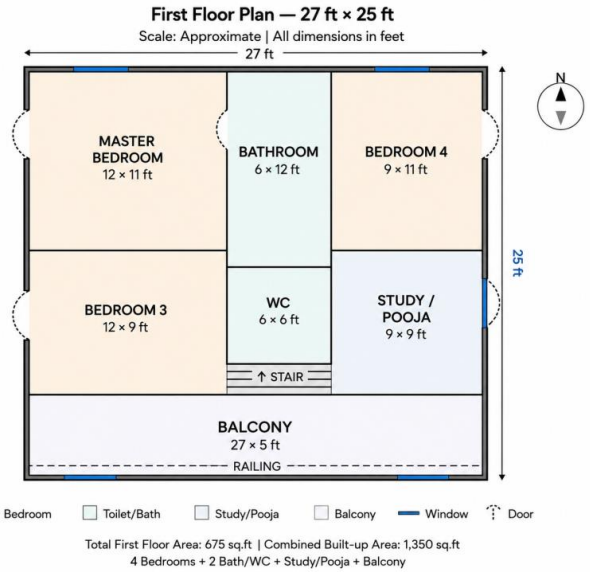 First Floor Plan — 27 ft × 25 ft
Scale: Approximate | All dimensions in feet
27 ft
N
MASTER
BEDROOM
12 × 11 ft
BATHROOM
6 × 12 ft
BEDROOM 4
9 × 11 ft
25 ft
BEDROOM 3
12 × 9 ft
WC
6 × 6 ft
STUDY /
POOJA
9 × 9 ft
↑ STAIR
BALCONY
27 × 5 ft
RAILING
Bedroom
Toilet/Bath
Study/Pooja
Balcony
Window
Door
Total First Floor Area: 675 sq.ft | Combined Built-up Area: 1,350 sq.ft
4 Bedrooms + 2 Bath/WC + Study/Pooja + Balcony